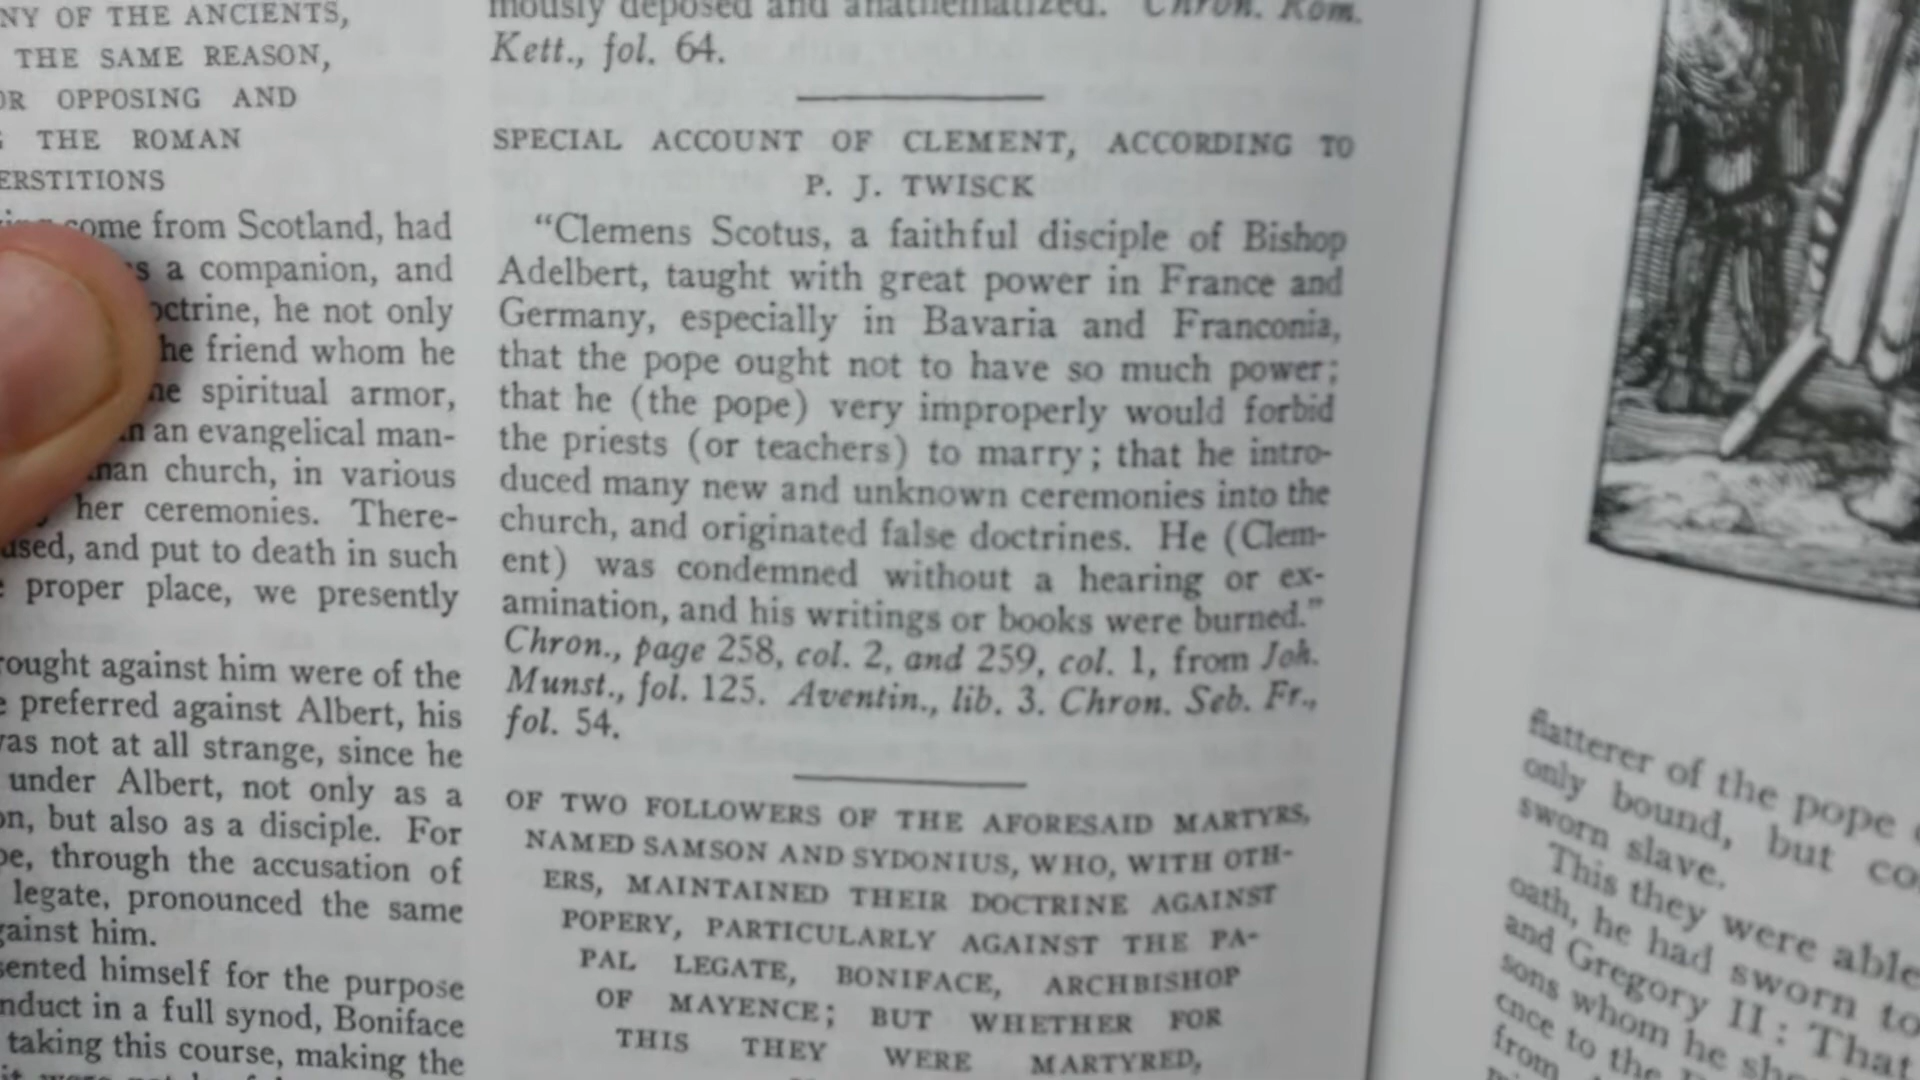 NY OF THE ANCIENTS,
THE SAME REASON,
OR OPPOSING AND
THE ROMAN
ERSTITIONS
come from Scotland, had
s a companion, and
octrine, he not only
he friend whom he
he spiritual armor,
an evangelical man-
man church, in various
her ceremonies. There-
used, and put to death in such
proper place, we presently
rought against him were of the
e preferred against Albert, his
was not at all strange, since he
under Albert, not only as a
on, but also as a disciple. For
pe, through the accusation of
legate, pronounced the same
gainst him.
sented himself for the purpose
nduct in a full synod, Boniface
taking this course, making the
mously deposed and anathematized. Chron. Rom.
Kett., fol. 64.
SPECIAL ACCOUNT OF CLEMENT, ACCORDING TO
P. J. TWISCK
“Clemens Scotus, a faithful disciple of Bishop
Adelbert, taught with great power in France and
Germany, especially in Bavaria and Franconia,
that the pope ought not to have so much power;
that he (the pope) very improperly would forbid
the priests (or teachers) to marry; that he intro-
duced many new and unknown ceremonies into the
church, and originated false doctrines. He (Clem-
ent) was condemned without a hearing or ex-
amination, and his writings or books were burned.”
Chron., page 258, col. 2, and 259, col. 1, from Joh.
Munst., fol. 125. Aventin., lib. 3. Chron. Seb. Fr.,
fol. 54.
OF TWO FOLLOWERS OF THE AFORESAID MARTYRS,
NAMED SAMSON AND SYDONIUS, WHO, WITH OTH-
ERS, MAINTAINED THEIR DOCTRINE AGAINST
POPERY, PARTICULARLY AGAINST THE PA-
PAL LEGATE, BONIFACE, ARCHBISHOP
OF MAYENCE; BUT WHETHER FOR
THIS THEY WERE MARTYRED,
flatterer of the pope
only bound, but co
sworn slave.
This they were able
oath, he had sworn to
and Gregory II: That
sons whom he sho
ence to the
from